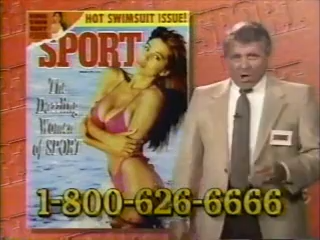 HOT SWIMSUIT ISSUE!
SPORT
The
Dazzling
Women
of SPORT
1-800-626-6666